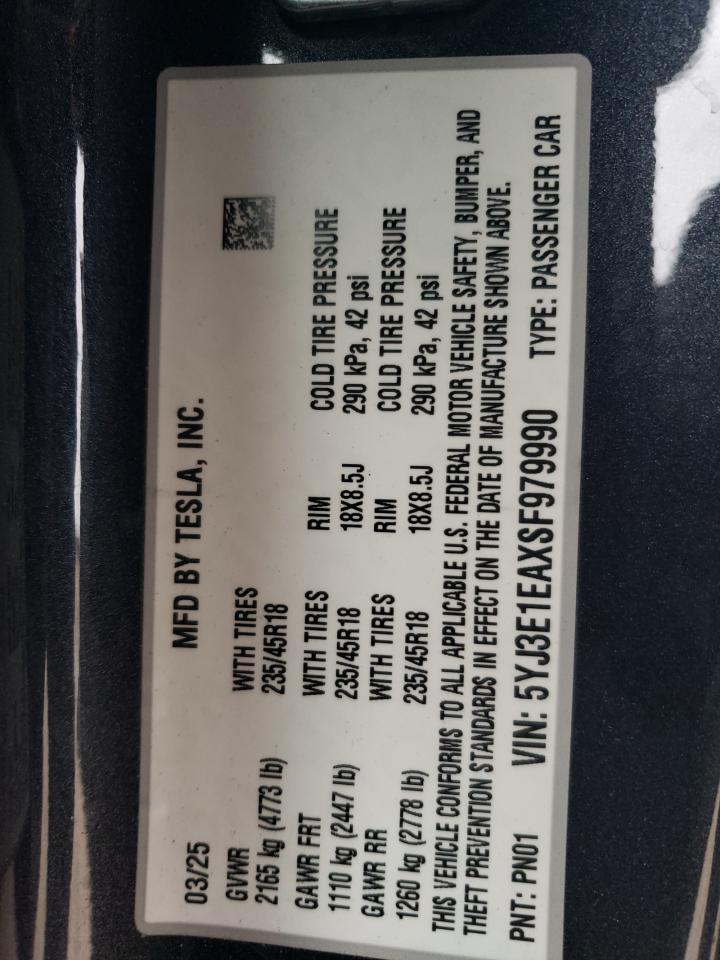 MFD BY TESLA, INC.
03/25
GVWR WITH TIRES
2165 kg (4773 lb) 235/45R18
GAWR FRT WITH TIRES RIM COLD TIRE PRESSURE
1110 kg (2447 lb) 235/45R18 18X8.5J 290 kPa, 42 psi
GAWR RR WITH TIRES RIM COLD TIRE PRESSURE
1260 kg (2778 lb) 235/45R18 18X8.5J 290 kPa, 42 psi
THIS VEHICLE CONFORMS TO ALL APPLICABLE U.S. FEDERAL MOTOR VEHICLE SAFETY, BUMPER, AND
THEFT PREVENTION STANDARDS IN EFFECT ON THE DATE OF MANUFACTURE SHOWN ABOVE.
PNT: PN01 VIN: 5YJ3E1EAXSF979990 TYPE: PASSENGER CAR